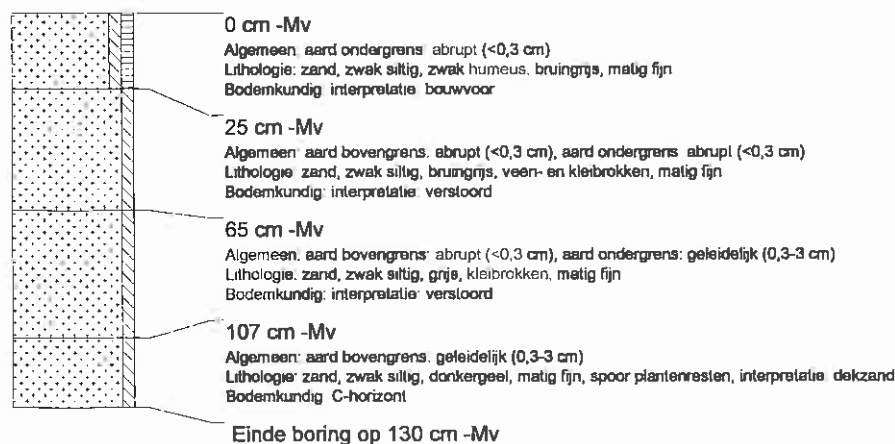 0 cm -Mv
Algemeen: aard ondergrens: abrupt (<0,3 cm)
Lithologie: zand, zwak siltig, zwak humeus, bruingrijs, matig fijn
Bodemkundig: interpretatie: bouwvoor
25 cm -Mv
Algemeen: aard bovengrens: abrupt (<0,3 cm), aard ondergrens: abrupt (<0,3 cm)
Lithologie: zand, zwak siltig, bruingrijs, veen- en kleibrokken, matig fijn
Bodemkundig: interpretatie: verstoord
65 cm -Mv
Algemeen: aard bovengrens: abrupt (<0,3 cm), aard ondergrens: geleidelijk (0,3-3 cm)
Lithologie: zand, zwak siltig, grijs, kleibrokken, matig fijn
Bodemkundig: interpretatie: verstoord
107 cm -Mv
Algemeen: aard bovengrens: geleidelijk (0,3-3 cm)
Lithologie: zand, zwak siltig, donkergeel, matig fijn, spoor plantenresten, interpretatie: dekzand
Bodemkundig: C-horizont
Einde boring op 130 cm -Mv